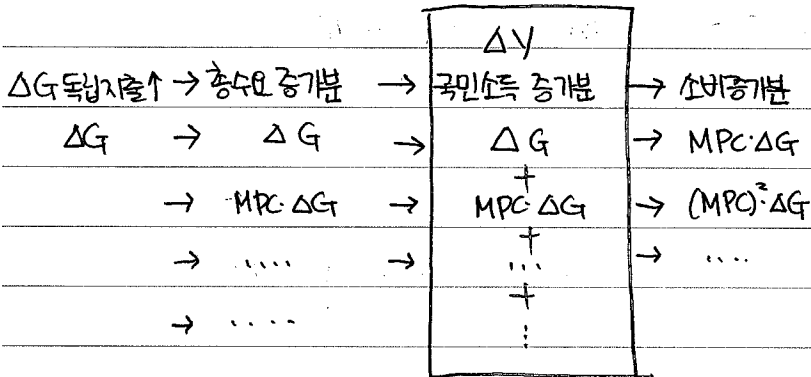 ΔY
ΔG 독립지출↑ → 총수요 증가분 → 국민소득 증가분 → 소비증가분
ΔG → ΔG → ΔG → MPC·ΔG
+
→ MPC·ΔG → MPC·ΔG → (MPC)²·ΔG
+
→ .... → ... → ....
+
→ .....
⋮